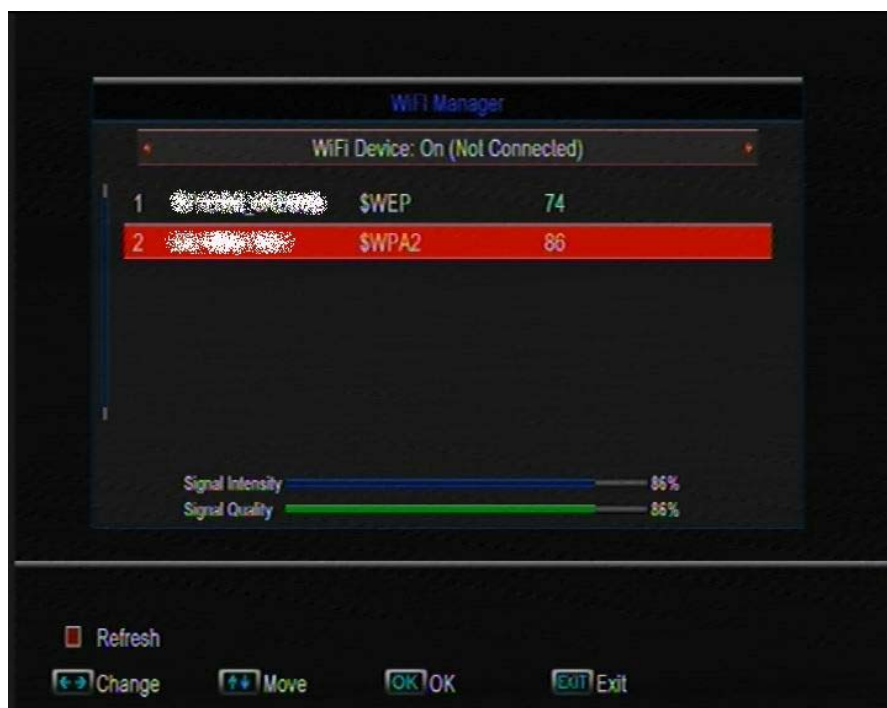 WiFI Manager
WiFi Device: On (Not Connected)
1 $WEP 74
2 $WPA2 86
Signal Intensity 86%
Signal Quality 86%
Refresh
Change Move OK OK EXIT Exit